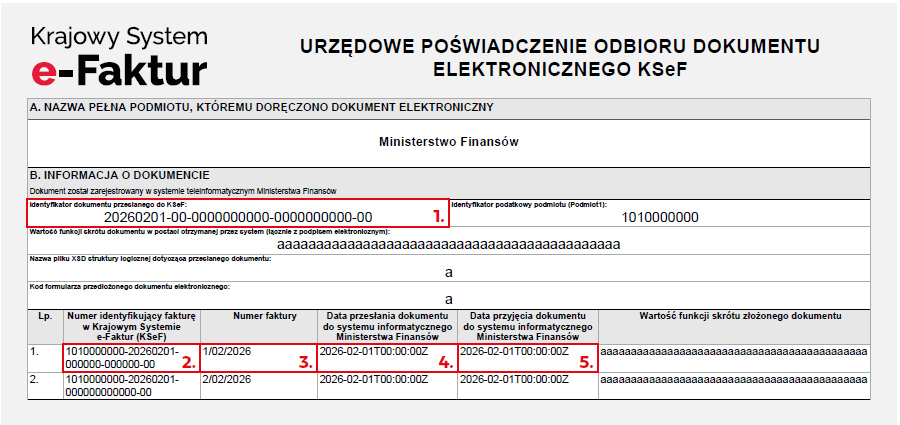 Krajowy System
e-Faktur
URZĘDOWE POŚWIADCZENIE ODBIORU DOKUMENTU
ELEKTRONICZNEGO KSeF
A. NAZWA PEŁNA PODMIOTU, KTÓREMU DORĘCZONO DOKUMENT ELEKTRONICZNY
Ministerstwo Finansów
B. INFORMACJA O DOKUMENCIE
Dokument został zarejestrowany w systemie teleinformatycznym Ministerstwa Finansów
Identyfikator dokumentu przesłanego do KSeF:
20260201-00-0000000000-0000000000-00 1.
Identyfikator podatkowy podmiotu (Podmiot1):
1010000000
Wartość funkcji skrótu dokumentu w postaci otrzymanej przez system (łącznie z podpisem elektronicznym):
aaaaaaaaaaaaaaaaaaaaaaaaaaaaaaaaaaaaaaaaaaaa
Nazwa pliku XSD struktury logicznej dotycząca przesłanego dokumentu:
a
Kod formularza przedłożonego dokumentu elektronicznego:
a
Lp.
Numer identyfikujący fakturę
w Krajowym Systemie
e-Faktur (KSeF)
Numer faktury
Data przesłania dokumentu
do systemu informatycznego
Ministerstwa Finansów
Data przyjęcia dokumentu
do systemu informatycznego
Ministerstwa Finansów
Wartość funkcji skrótu złożonego dokumentu
1.
1010000000-20260201-
000000-000000-00 2.
1/02/2026 3.
2026-02-01T00:00:00Z 4.
2026-02-01T00:00:00Z 5.
aaaaaaaaaaaaaaaaaaaaaaaaaaaaaaaaaaaaaaaaaaaa
2.
1010000000-20260201-
000000000000-00
2/02/2026
2026-02-01T00:00:00Z
2026-02-01T00:00:00Z
aaaaaaaaaaaaaaaaaaaaaaaaaaaaaaaaaaaaaaaaaaaa